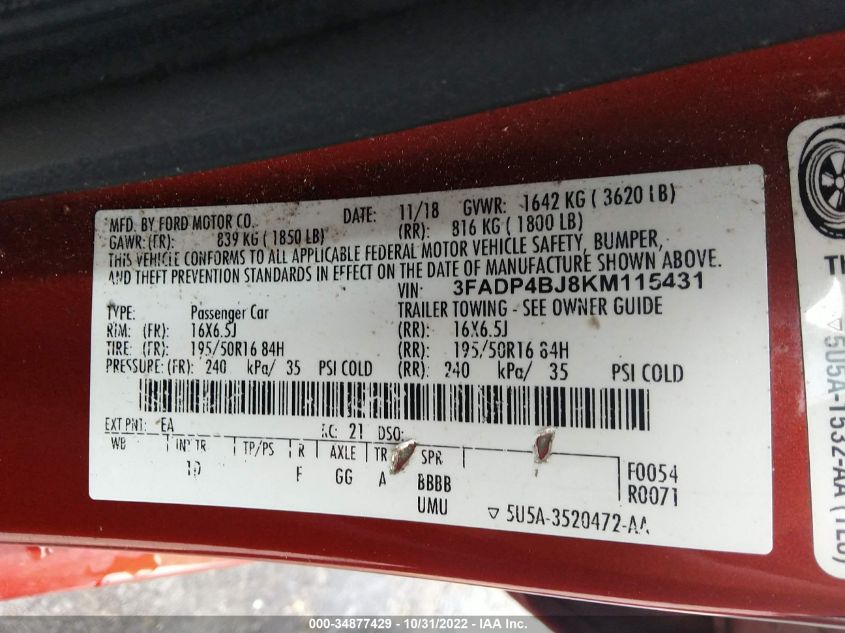 MFD. BY FORD MOTOR CO. DATE: 11/18 GVWR: 1642 KG ( 3620 LB)
GAWR: (FR): 839 KG ( 1850 LB) (RR): 816 KG ( 1800 LB)
THIS VEHICLE CONFORMS TO ALL APPLICABLE FEDERAL MOTOR VEHICLE SAFETY, BUMPER,
AND THEFT PREVENTION STANDARDS IN EFFECT ON THE DATE OF MANUFACTURE SHOWN ABOVE.
VIN: 3FADP4BJ8KM115431
TYPE: Passenger Car TRAILER TOWING - SEE OWNER GUIDE
RIM: (FR): 16X6.5J (RR): 16X6.5J
TIRE: (FR): 195/50R16 84H (RR): 195/50R16 84H
PRESSURE: (FR): 240 kPa/ 35 PSI COLD (RR): 240 kPa/ 35 PSI COLD
EXT PNT: EA RC: 21 DSO:
WB INT TR TP/PS R AXLE TR SPR
F GG A BBBB
UMU
F0054
R0071
▽ 5U5A-3520472-AA
▽5U5A-1532-AA
000-34877429 - 10/31/2022 - IAA Inc.